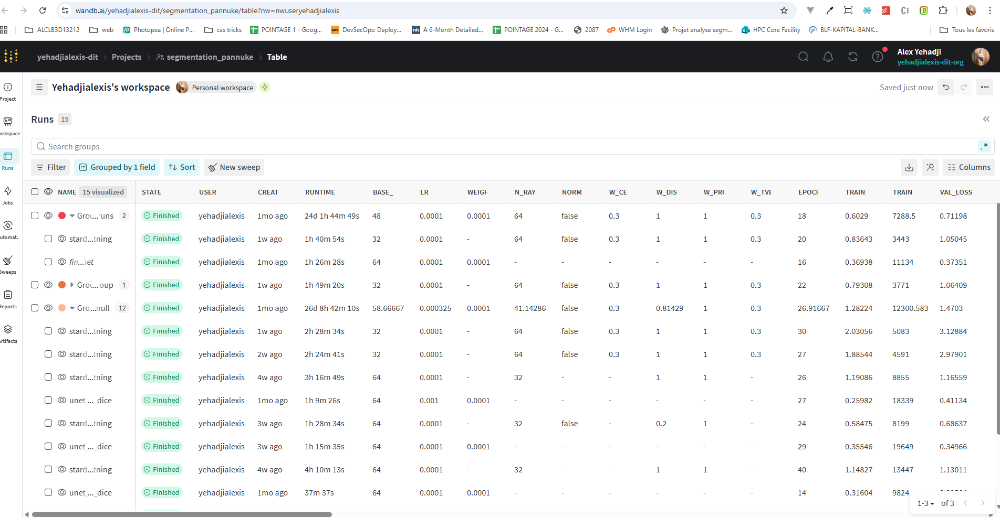 wandb.ai/yehadjialexis-dit/segmentation_pannuke/table?nw=nwuseryehadjialexis
ALCLB3D13212 web Photopea | Online P... css tricks POINTAGE 1 - Goog... DevSecOps: Deploy... A 6-Month Detailed... POINTAGE 2024 - G... 2087 WHM Login Projet analyse segm... HPC Core Facility BLF-KAPITAL-BANK... Tous les favoris
yehadjialexis-dit Projects segmentation_pannuke Table
Alex Yehadji
yehadjialexis-dit-org
Project
Yehadjialexis's workspace Personal workspace Saved just now
orkspace
Runs 15
Runs
Search groups .*
Filter Grouped by 1 field Sort New sweep Columns
Jobs
NAME 15 visualized STATE USER CREAT RUNTIME BASE_ LR WEIGH N_RAY NORM W_CE W_DIS W_PRO W_TVE EPOCH TRAIN TRAIN VAL_LOSS
Grou...runs 2 Finished yehadjialexis 1mo ago 24d 1h 44m 49s 48 0.0001 0.0001 64 false 0.3 1 1 0.3 18 0.6029 7288.5 0.71198
utomat.
stard...tning Finished yehadjialexis 1w ago 1h 40m 54s 32 0.0001 - 64 false 0.3 1 1 0.3 20 0.83643 3443 1.05045
fin...net Finished yehadjialexis 1mo ago 1h 26m 28s 64 0.0001 0.0001 - - - - - - 16 0.36938 11134 0.37351
Sweeps
Grou...oup 1 Finished yehadjialexis 1w ago 1h 49m 20s 32 0.0001 - 64 false 0.3 1 1 0.3 22 0.79308 3771 1.06409
Reports
Gro...null 12 Finished yehadjialexis 1mo ago 26d 8h 42m 10s 58.66667 0.000325 0.0001 41.14286 false 0.3 0.81429 1 0.3 26.91667 1.28224 12300.583 1.4703
stard...tning Finished yehadjialexis 1w ago 2h 28m 34s 32 0.0001 - 64 false 0.3 1 1 0.3 30 2.03056 5083 3.12884
rtifacts
stard...tning Finished yehadjialexis 2w ago 2h 24m 41s 32 0.0001 - 64 false 0.3 1 1 0.3 27 1.88544 4591 2.97901
stard...tning Finished yehadjialexis 4w ago 3h 16m 49s 64 0.0001 - 32 - - 1 1 - 26 1.19086 8855 1.16559
unet_..._dice Finished yehadjialexis 1mo ago 1h 9m 26s 64 0.001 0.0001 - - - - - - 27 0.25982 18339 0.41134
stard...tning Finished yehadjialexis 3w ago 1h 28m 34s 64 0.0001 - 32 false - 0.2 1 - 24 0.58475 8199 0.68637
unet_..._dice Finished yehadjialexis 3w ago 1h 15m 35s 64 0.0001 0.0001 - - - - - - 29 0.35546 19649 0.34966
stard...tning Finished yehadjialexis 4w ago 4h 10m 13s 64 0.0001 - 32 - - 1 1 - 40 1.14827 13447 1.13011
unet_..._dice Finished yehadjialexis 1mo ago 37m 37s 64 0.0001 0.0001 - - - - - - 14 0.31604 9824
1-3 of 3